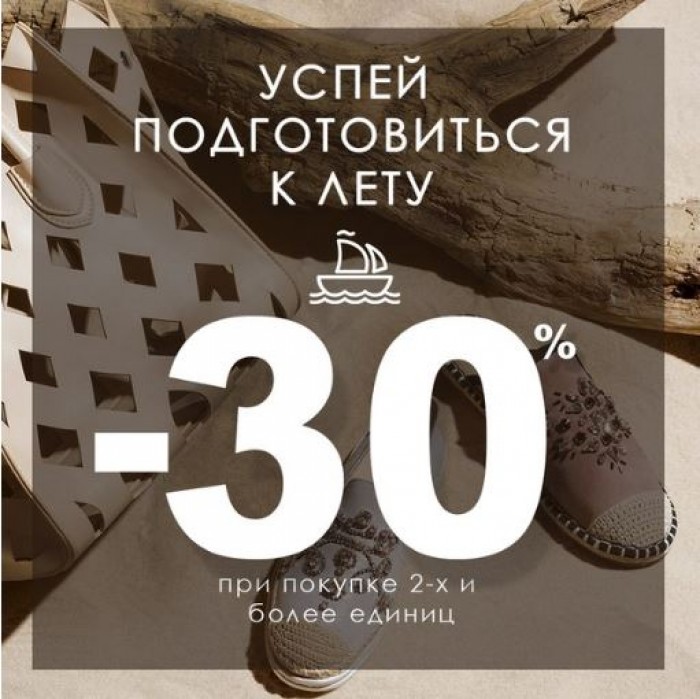 УСПЕЙ
ПОДГОТОВИТЬСЯ
К ЛЕТУ
-30%
при покупке 2-х и
более единиц